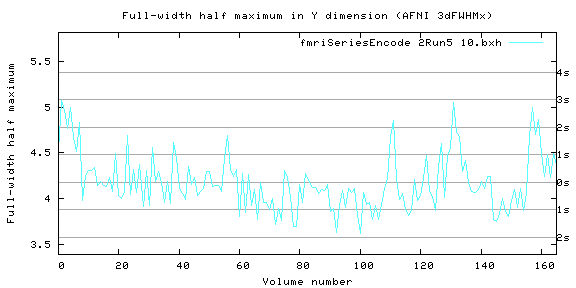 Full-width half maximum in Y dimension (AFNI 3dFWHMx)
fmriSeriesEncode 2Run5 10.bxh
Full-width half maximum
5.5
5
4.5
4
3.5
4s
3s
2s
1s
0s
1s
2s
0 20 40 60 80 100 120 140 160
Volume number